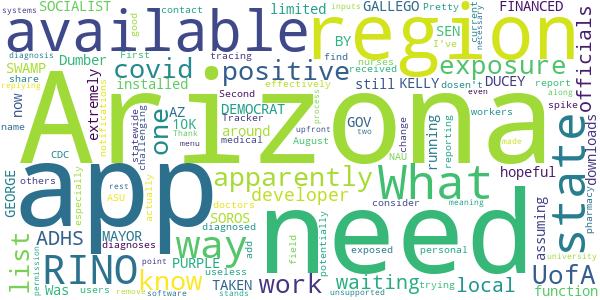 SOCIALIST contact limited GALLEGO Pretty FINANCED
systems good current inputs
available region necessary
diagnosis First BY SEN I've officials
SWAMP Dumber covid positive exposure
share tracing find received nurses report
replying installed effectively dosen't even along
extremely now one DEMOCRAT still KELLY DUCEY spike
name AZ Second workers
Arizona
notifications 10K Tracker around GOV running change NAU
statewide challenging upfront two August reporting made
CDC Thank menu medical process hopeful
GEORGE especially others app apparently What state downloads
ASU doctors developer need consider
rest diagnosed field exposed personal assuming
list ADHS MAYOR way SOROS potentially
diagnoses add waiting local UofA
RINO PURPLE useless trying meaning pharmacy
Was users point know TAKEN work function
permission remove actually software stands unsupported university